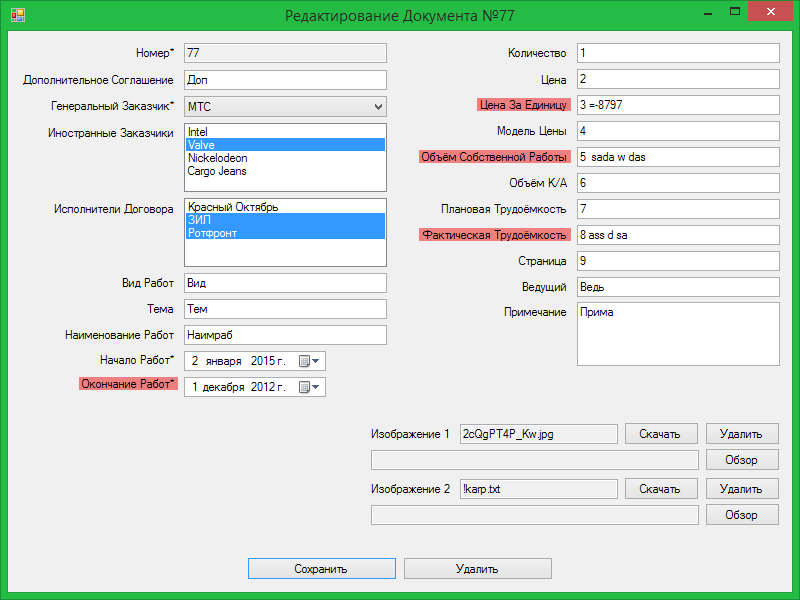 Редактирование Документа №77
Номер* 77
Дополнительное Соглашение Доп
Генеральный Заказчик* МТС
Иностранные Заказчики
Intel
Valve
Nickelodeon
Cargo Jeans
Исполнители Договора
Красный Октябрь
ЗИЛ
Ротфронт
Вид Работ Вид
Тема Тем
Наименование Работ Наимраб
Начало Работ* 2 января 2015 г.
Окончание Работ* 1 декабря 2012 г.
Количество 1
Цена 2
Цена За Единицу 3 =-8797
Модель Цены 4
Объём Собственной Работы 5 sada w das
Объём К/А 6
Плановая Трудоёмкость 7
Фактическая Трудоёмкость 8 ass d sa
Страница 9
Ведущий Ведь
Примечание Прима
Изображение 1 2cQgPT4P_Kw.jpg Скачать Удалить
Обзор
Изображение 2 !karp.txt Скачать Удалить
Обзор
Сохранить Удалить